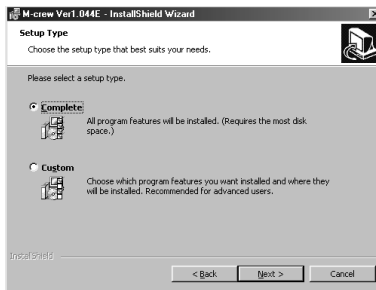 M-crew Ver1.044E - InstallShield Wizard
Setup Type
Choose the setup type that best suits your needs.
Please select a setup type.
Complete
All program features will be installed. (Requires the most disk
space.)
Custom
Choose which program features you want installed and where they
will be installed. Recommended for advanced users.
InstallShield
< Back
Next >
Cancel